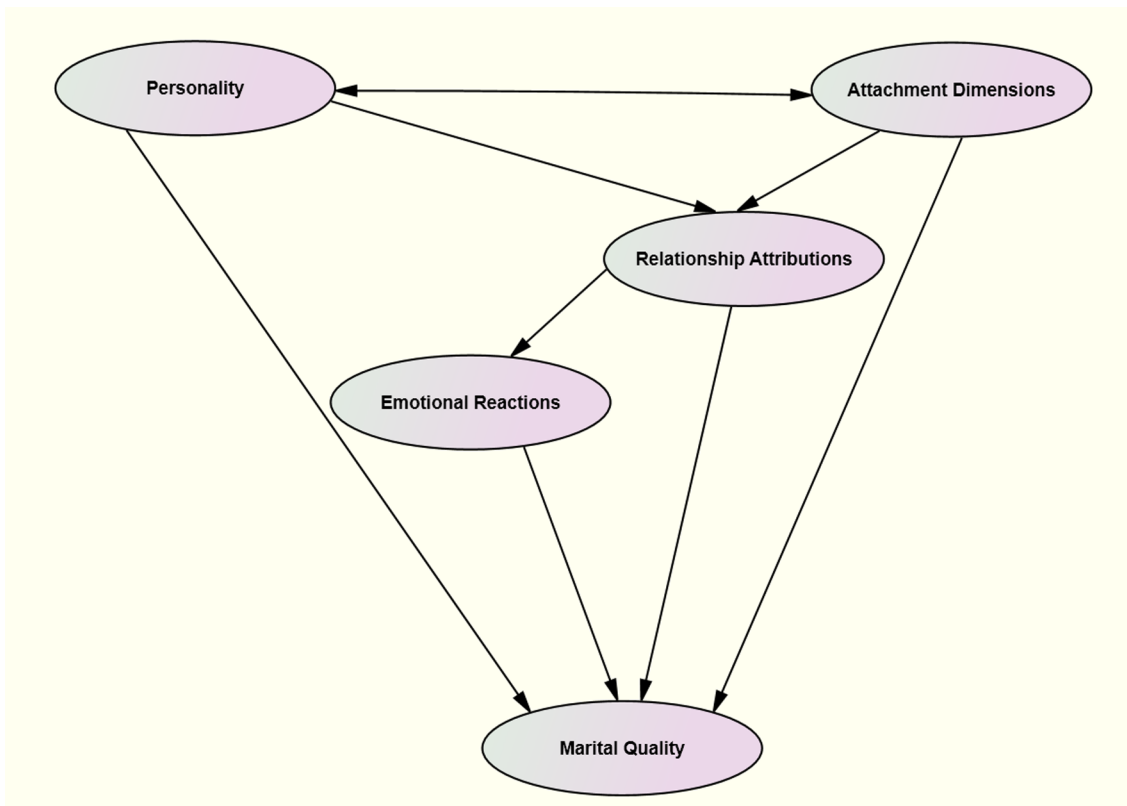 Personality
Attachment Dimensions
Relationship Attributions
Emotional Reactions
Marital Quality